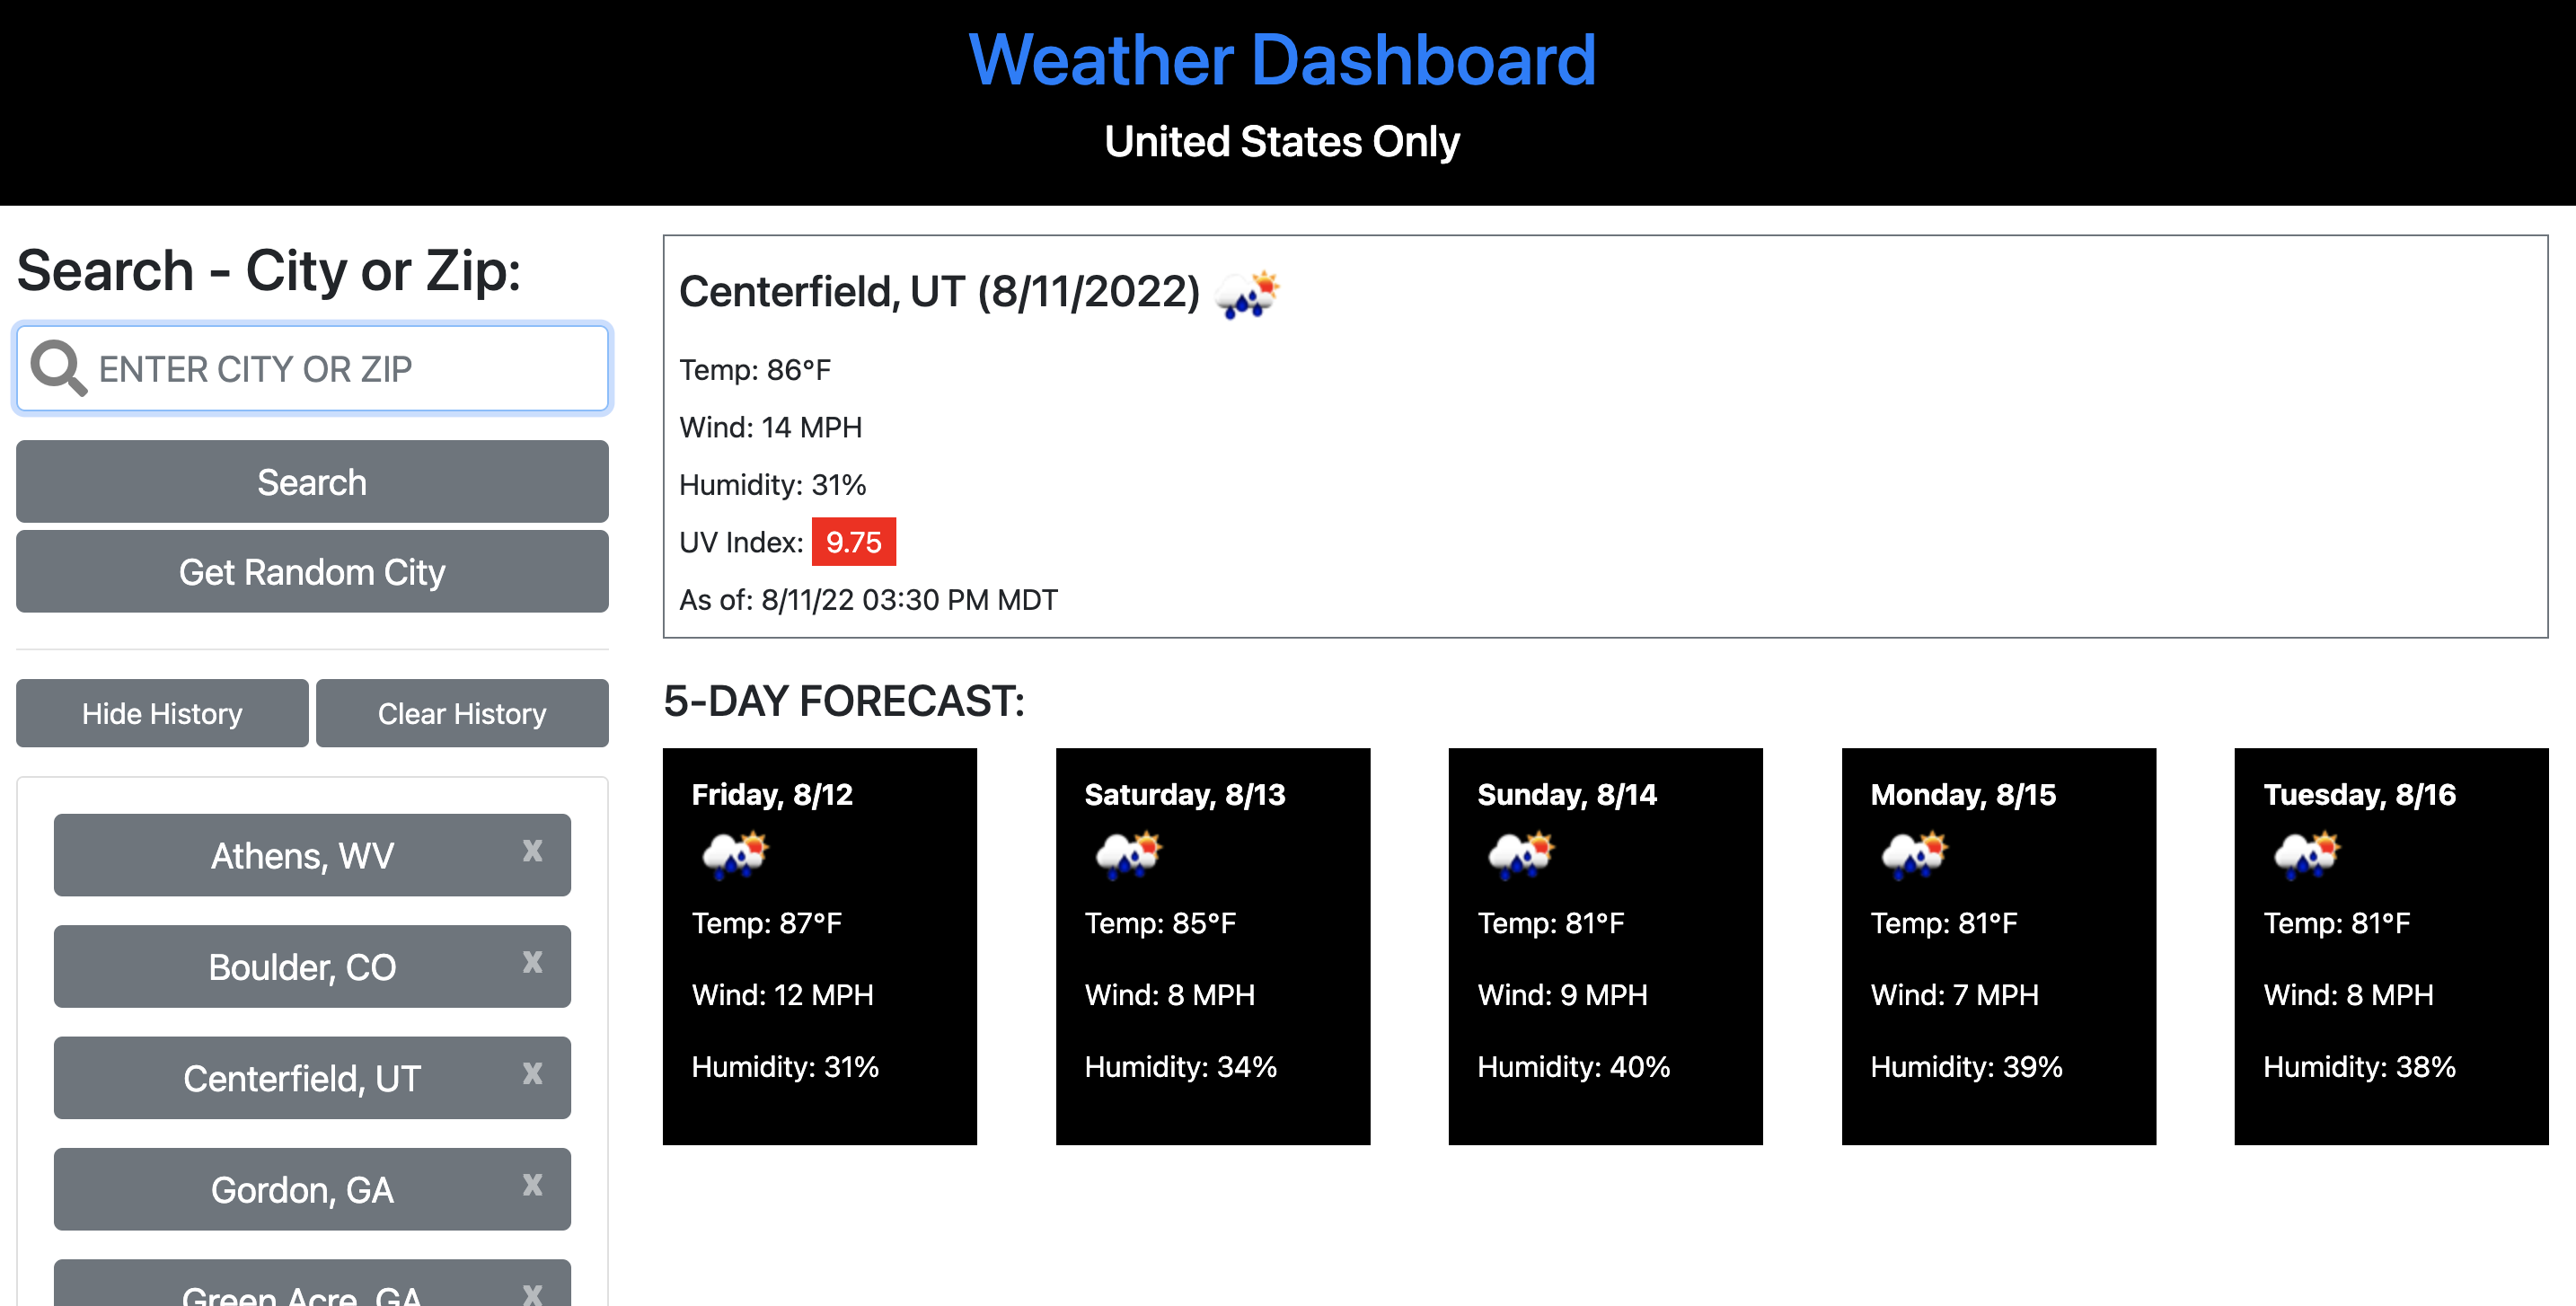 Weather Dashboard
United States Only
Search - City or Zip:
ENTER CITY OR ZIP
Search
Get Random City
Hide History
Clear History
Athens, WV x
Boulder, CO x
Centerfield, UT x
Gordon, GA x
Green Acre, GA x
Centerfield, UT (8/11/2022)
Temp: 86°F
Wind: 14 MPH
Humidity: 31%
UV Index: 9.75
As of: 8/11/22 03:30 PM MDT
5-DAY FORECAST:
Friday, 8/12
Temp: 87°F
Wind: 12 MPH
Humidity: 31%
Saturday, 8/13
Temp: 85°F
Wind: 8 MPH
Humidity: 34%
Sunday, 8/14
Temp: 81°F
Wind: 9 MPH
Humidity: 40%
Monday, 8/15
Temp: 81°F
Wind: 7 MPH
Humidity: 39%
Tuesday, 8/16
Temp: 81°F
Wind: 8 MPH
Humidity: 38%